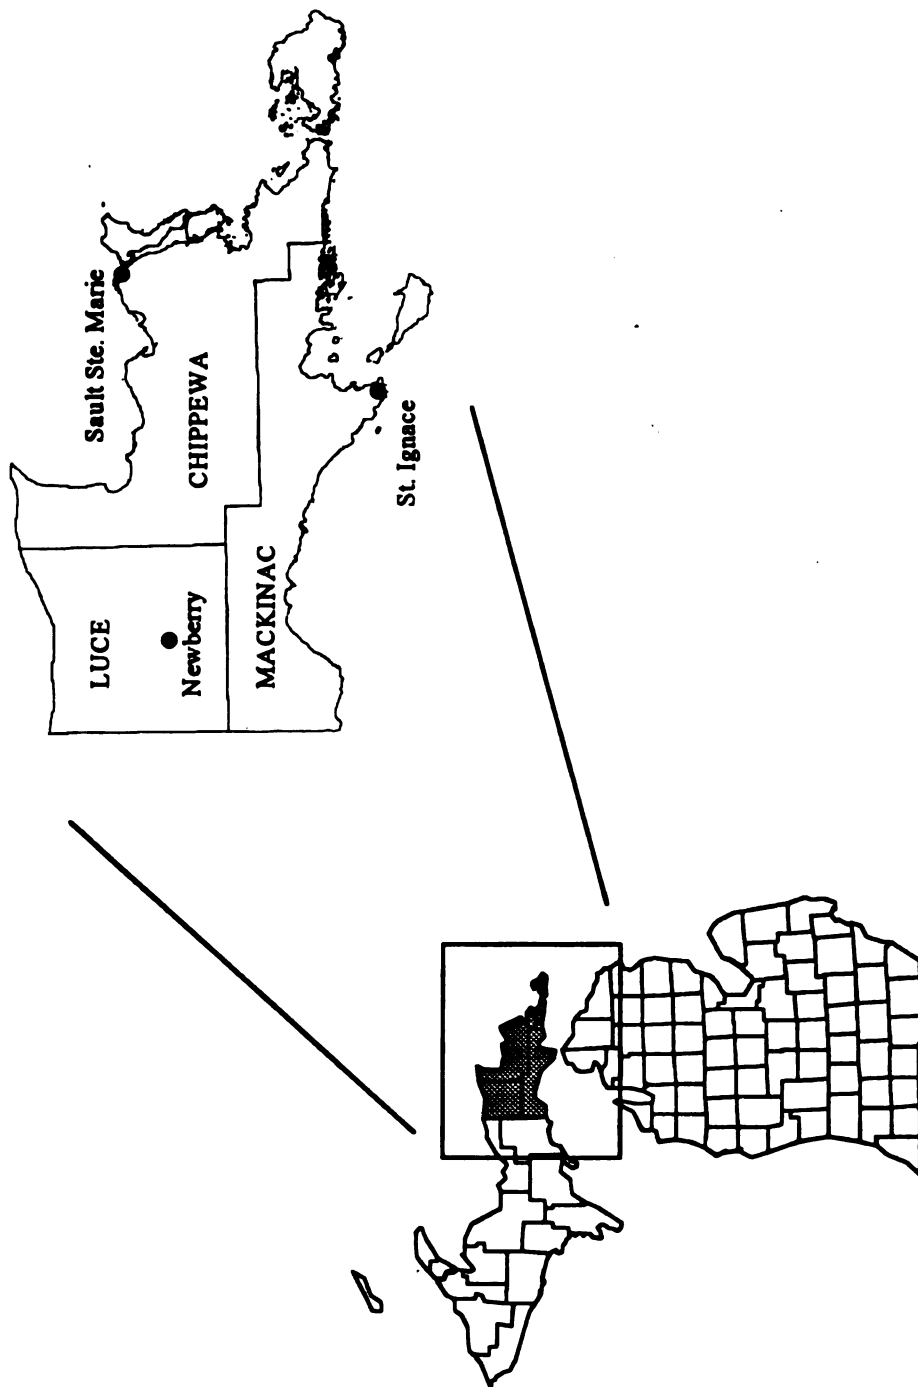 Sault Ste. Marie
CHIPPEWA
LUCE
Newberry
MACKINAC
St. Ignace